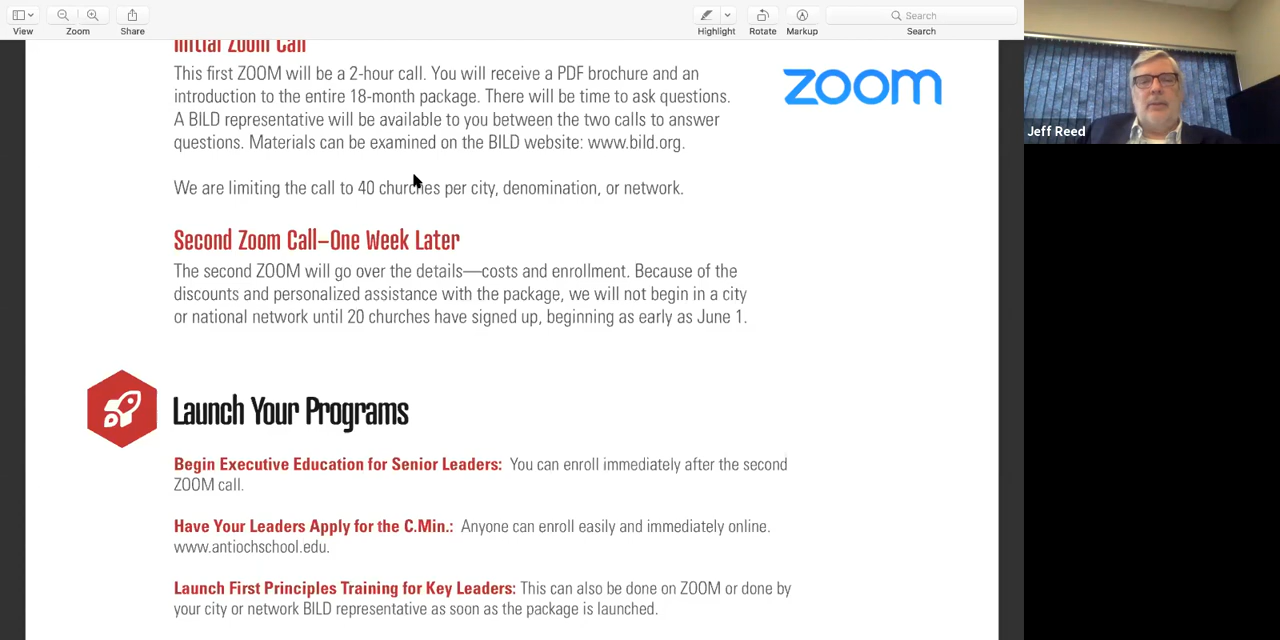 View
Zoom
Share
Highlight
Rotate
Markup
Search
Search
Initial Zoom Call
This first ZOOM will be a 2-hour call. You will receive a PDF brochure and an
introduction to the entire 18-month package. There will be time to ask questions.
A BILD representative will be available to you between the two calls to answer
questions. Materials can be examined on the BILD website: www.bild.org.
zoom
Jeff Reed
We are limiting the call to 40 churches per city, denomination, or network.
Second Zoom Call–One Week Later
The second ZOOM will go over the details—costs and enrollment. Because of the
discounts and personalized assistance with the package, we will not begin in a city
or national network until 20 churches have signed up, beginning as early as June 1.
Launch Your Programs
Begin Executive Education for Senior Leaders: You can enroll immediately after the second
ZOOM call.
Have Your Leaders Apply for the C.Min.: Anyone can enroll easily and immediately online.
www.antiochschool.edu.
Launch First Principles Training for Key Leaders: This can also be done on ZOOM or done by
your city or network BILD representative as soon as the package is launched.